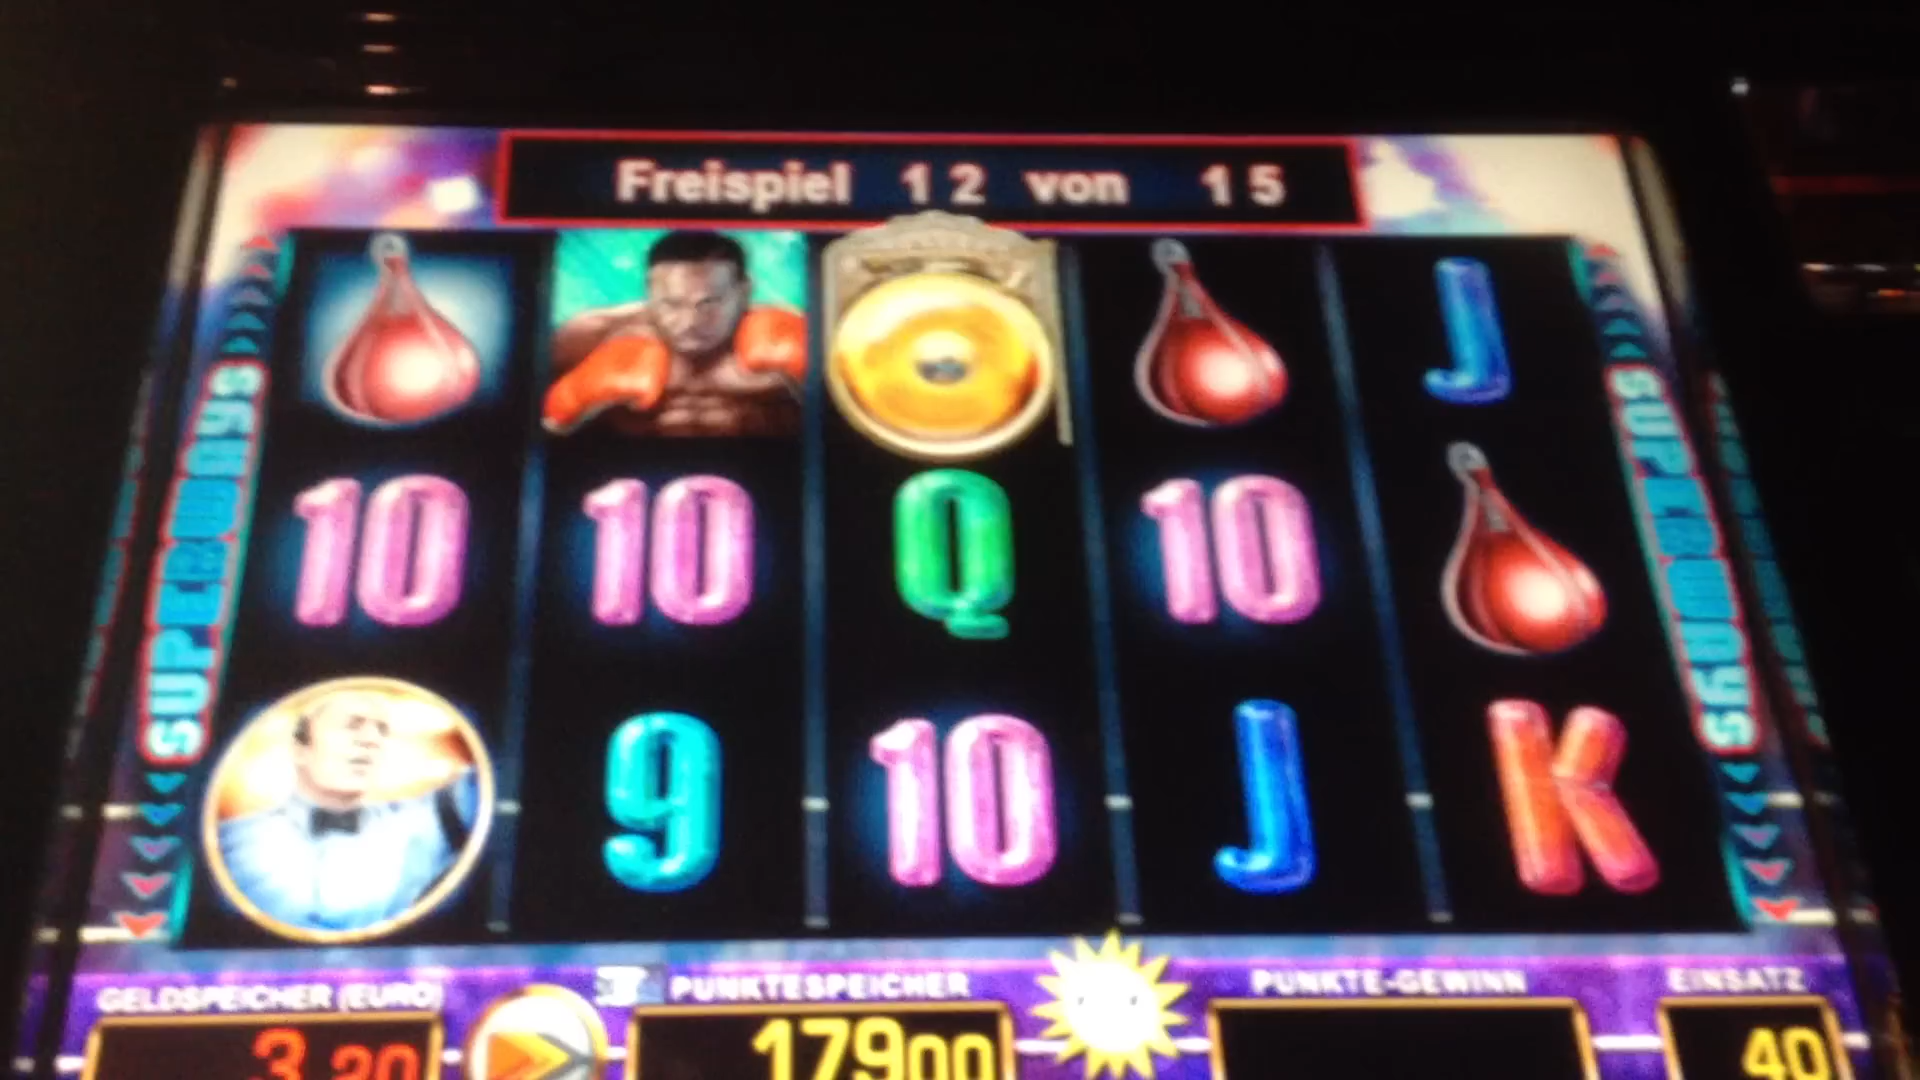 Freispiel 12 von 15
SUPERWAYS
SUPERWAYS
J
10 10 Q 10
9 10 J K
GELDSPEICHER (EURO) PUNKTESPEICHER PUNKTE-GEWINN EINSATZ
3.20 17900 40